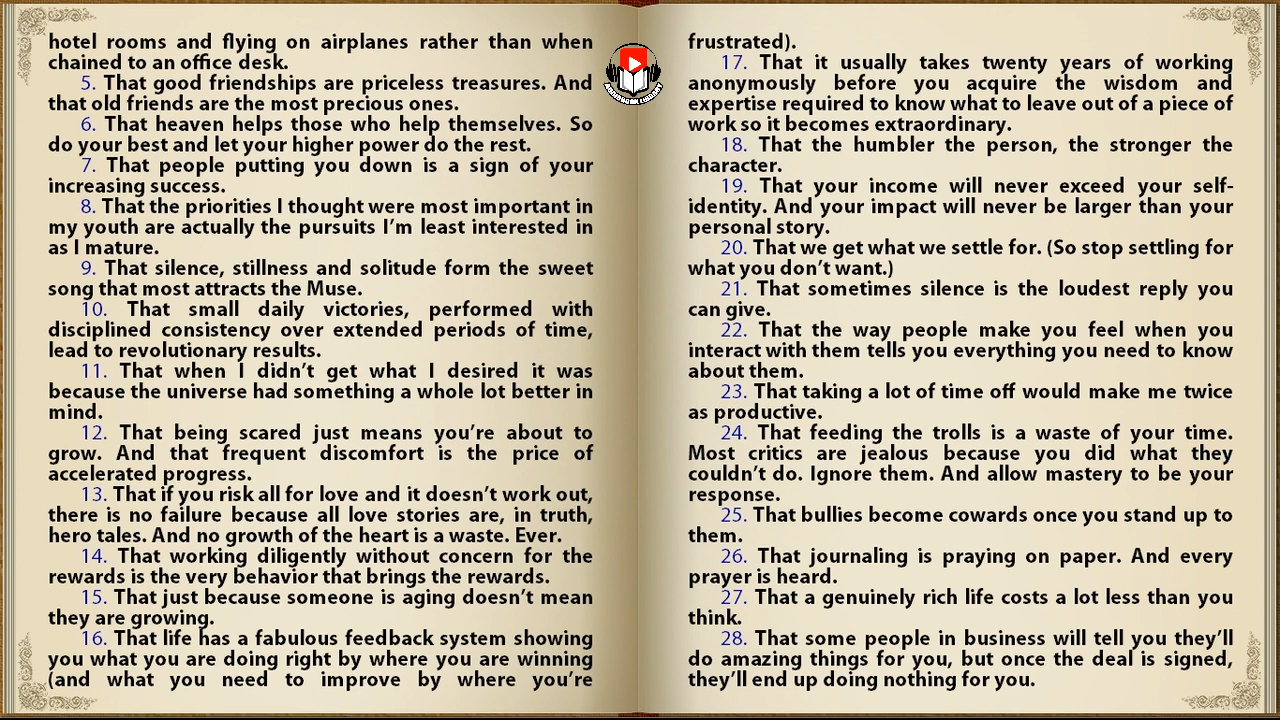 hotel rooms and flying on airplanes rather than when
chained to an office desk.
5. That good friendships are priceless treasures. And
that old friends are the most precious ones.
6. That heaven helps those who help themselves. So
do your best and let your higher power do the rest.
7. That people putting you down is a sign of your
increasing success.
8. That the priorities I thought were most important in
my youth are actually the pursuits I’m least interested in
as I mature.
9. That silence, stillness and solitude form the sweet
song that most attracts the Muse.
10. That small daily victories, performed with
disciplined consistency over extended periods of time,
lead to revolutionary results.
11. That when I didn’t get what I desired it was
because the universe had something a whole lot better in
mind.
12. That being scared just means you’re about to
grow. And that frequent discomfort is the price of
accelerated progress.
13. That if you risk all for love and it doesn’t work out,
there is no failure because all love stories are, in truth,
hero tales. And no growth of the heart is a waste. Ever.
14. That working diligently without concern for the
rewards is the very behavior that brings the rewards.
15. That just because someone is aging doesn’t mean
they are growing.
16. That life has a fabulous feedback system showing
you what you are doing right by where you are winning
(and what you need to improve by where you’re
frustrated).
17. That it usually takes twenty years of working
anonymously before you acquire the wisdom and
expertise required to know what to leave out of a piece of
work so it becomes extraordinary.
18. That the humbler the person, the stronger the
character.
19. That your income will never exceed your self-
identity. And your impact will never be larger than your
personal story.
20. That we get what we settle for. (So stop settling for
what you don’t want.)
21. That sometimes silence is the loudest reply you
can give.
22. That the way people make you feel when you
interact with them tells you everything you need to know
about them.
23. That taking a lot of time off would make me twice
as productive.
24. That feeding the trolls is a waste of your time.
Most critics are jealous because you did what they
couldn’t do. Ignore them. And allow mastery to be your
response.
25. That bullies become cowards once you stand up to
them.
26. That journaling is praying on paper. And every
prayer is heard.
27. That a genuinely rich life costs a lot less than you
think.
28. That some people in business will tell you they’ll
do amazing things for you, but once the deal is signed,
they’ll end up doing nothing for you.